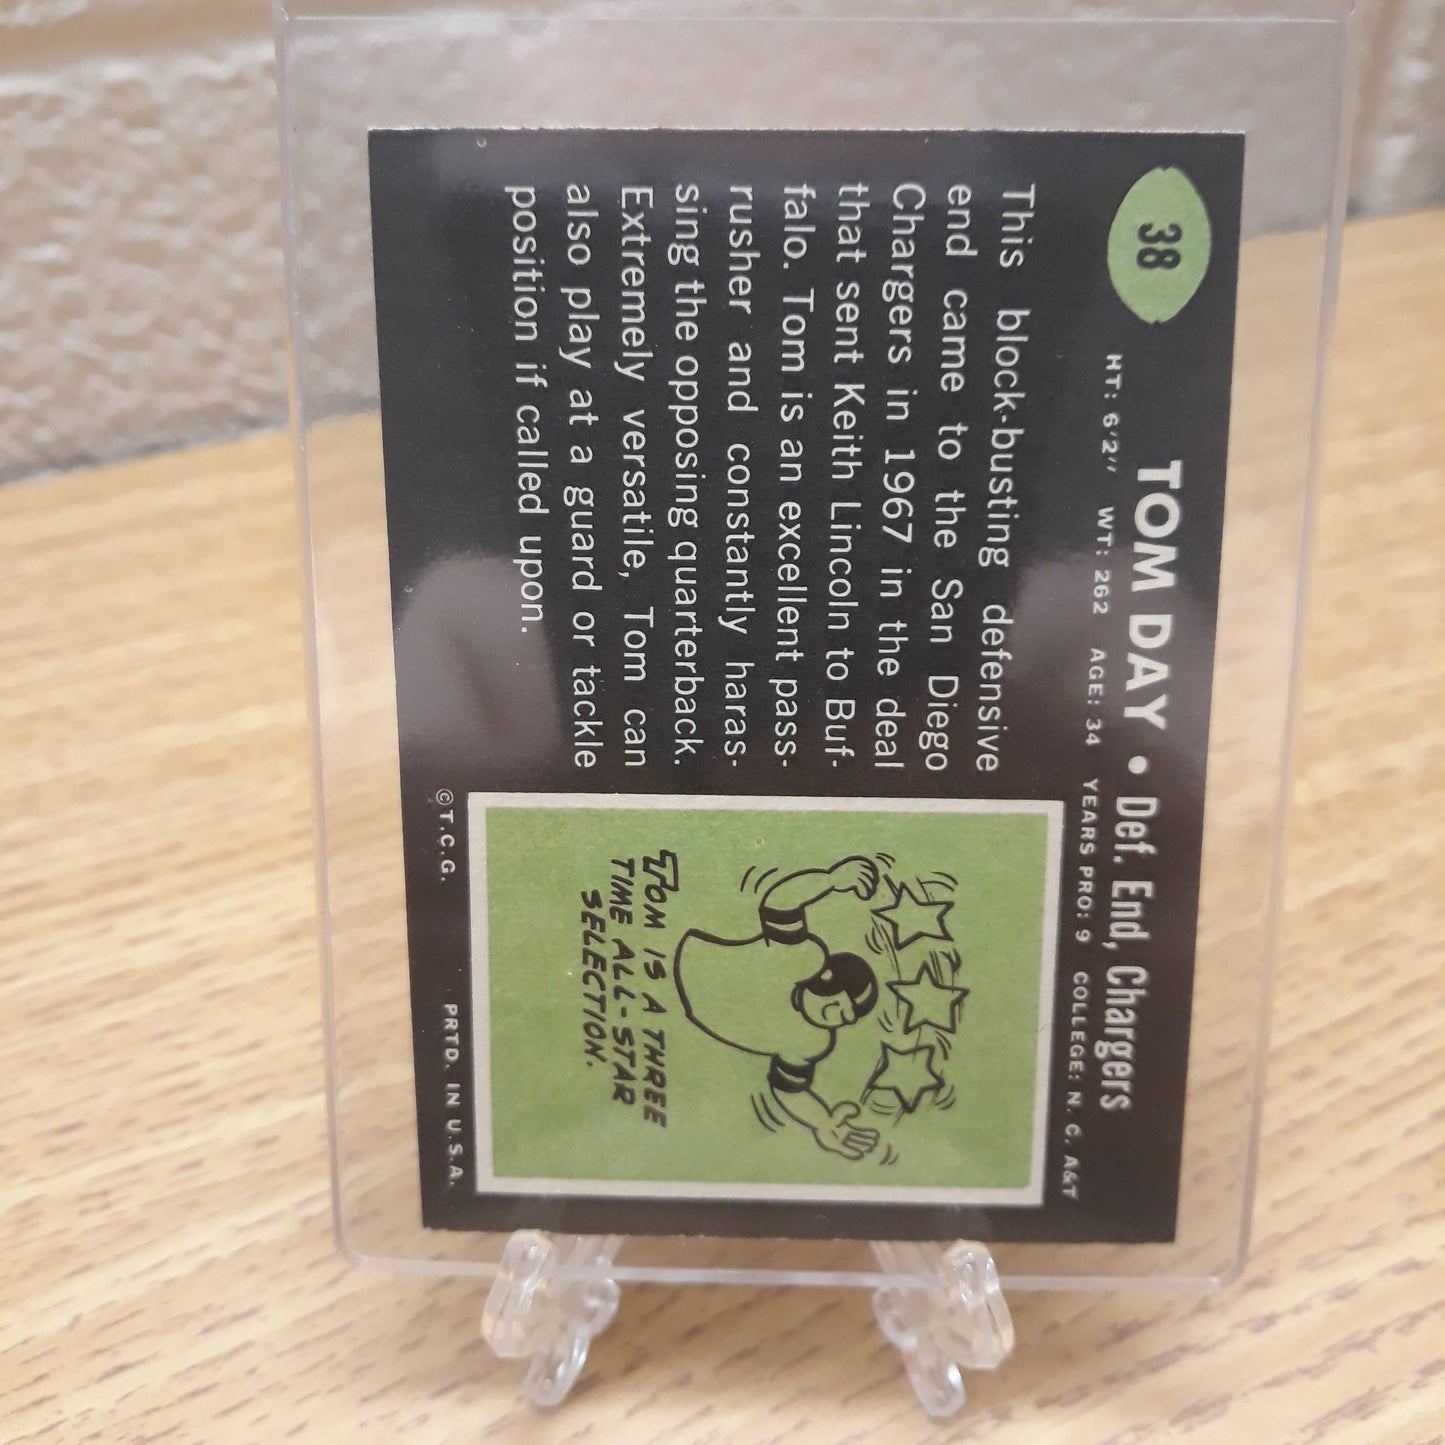 38
TOM DAY • Def. End, Chargers
HT: 6'2" WT: 262 AGE: 34 YEARS PRO: 9 COLLEGE: N. C. A&T
This block-busting defensive
end came to the San Diego
Chargers in 1967 in the deal
that sent Keith Lincoln to Buf-
falo. Tom is an excellent pass-
rusher and constantly haras-
sing the opposing quarterback.
Extremely versatile, Tom can
also play at a guard or tackle
position if called upon.
TOM IS A THREE
TIME ALL-STAR
SELECTION.
© T.C.G. PRTD. IN U.S.A.